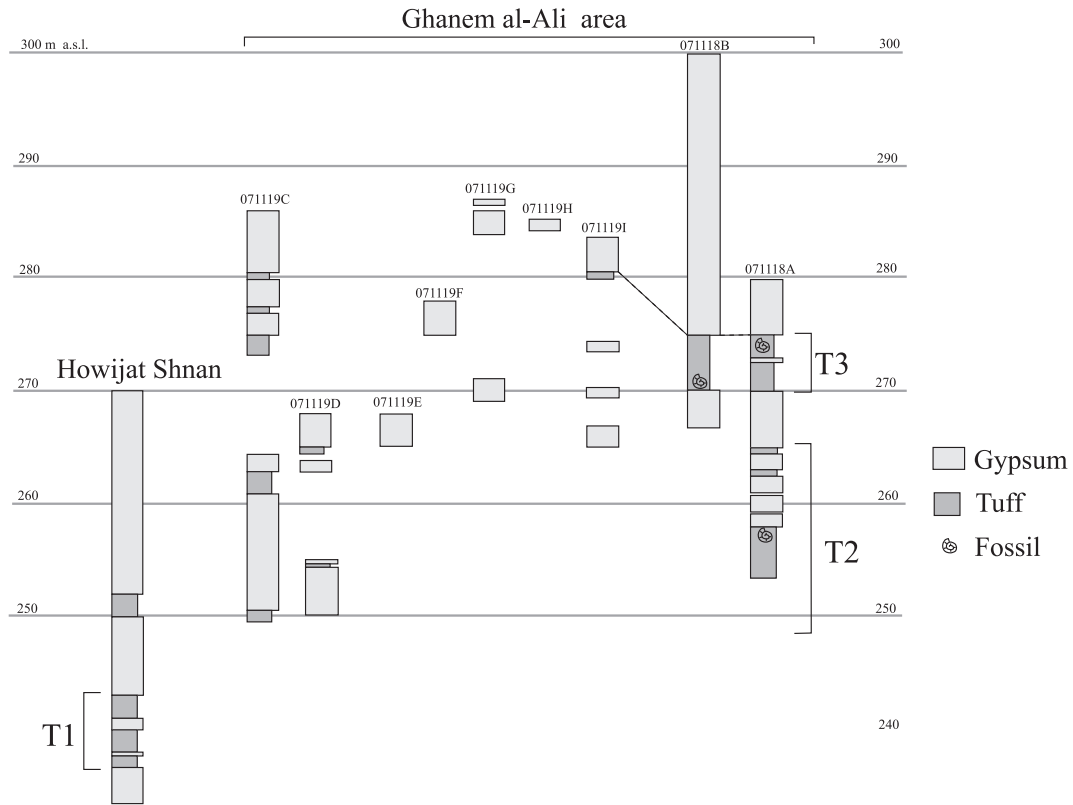 Ghanem al-Ali area
300 m a.s.l.
071118B
300
290
290
071119G
071119C
071119H
071119I
280
071118A
280
071119F
Howijat Shnan
T3
270
270
071119D
071119E
Gypsum
260
Tuff
260
T2
Fossil
250
250
T1
240